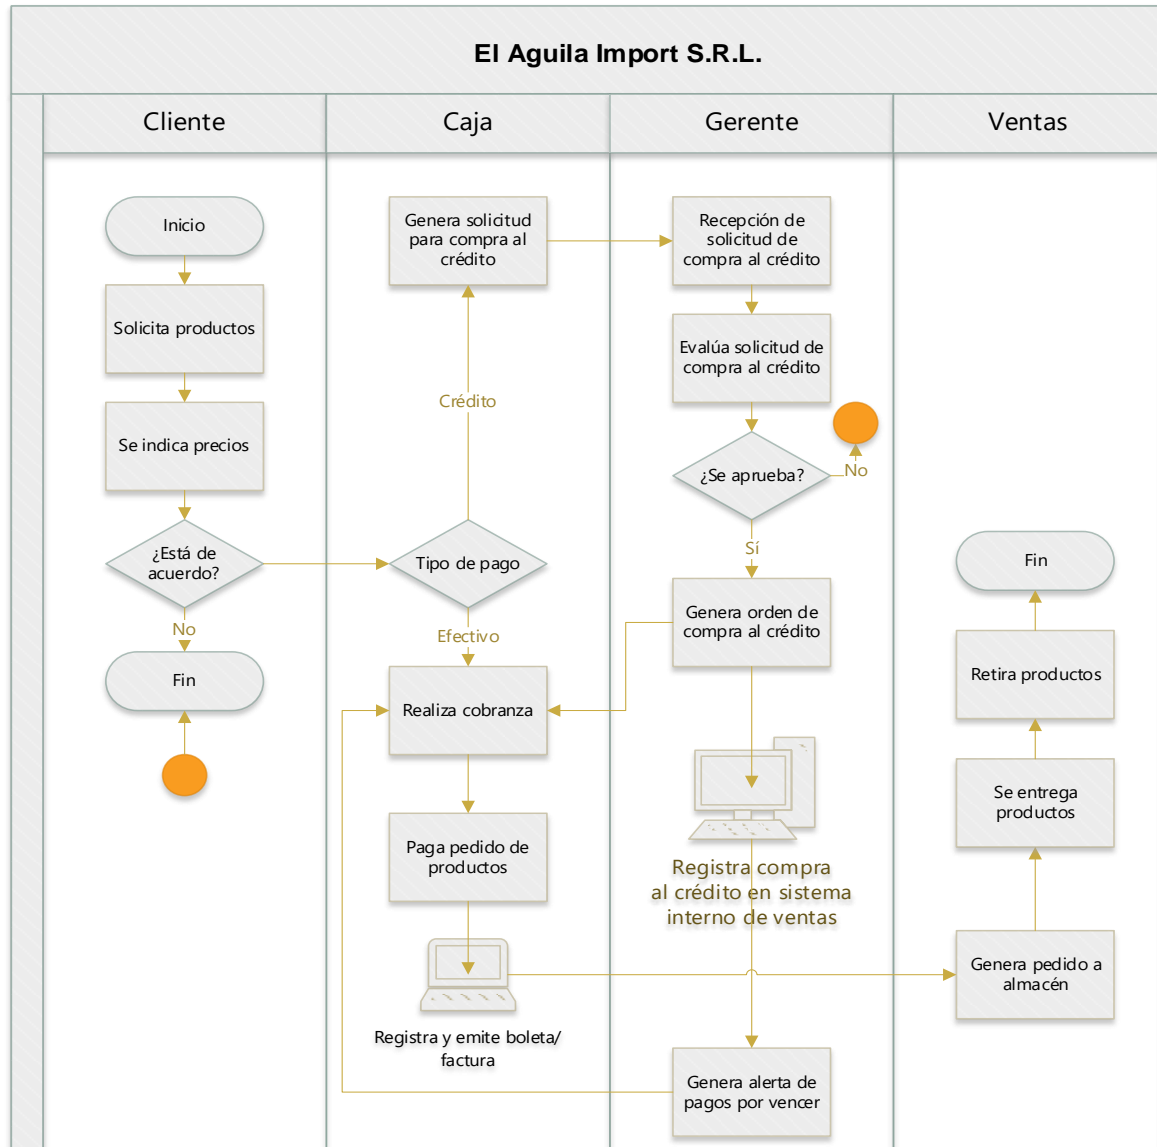 El Aguila Import S.R.L.
Cliente
Caja
Gerente
Ventas
Inicio
Solicita productos
Se indica precios
¿Está de
acuerdo?
No
Fin
Genera solicitud
para compra al
crédito
Crédito
Tipo de pago
Efectivo
Realiza cobranza
Paga pedido de
productos
Registra y emite boleta/
factura
Recepción de
solicitud de
compra al crédito
Evalúa solicitud de
compra al crédito
¿Se aprueba?
No
Sí
Genera orden de
compra al crédito
Registra compra
al crédito en sistema
interno de ventas
Genera alerta de
pagos por vencer
Fin
Retira productos
Se entrega
productos
Genera pedido a
almacén